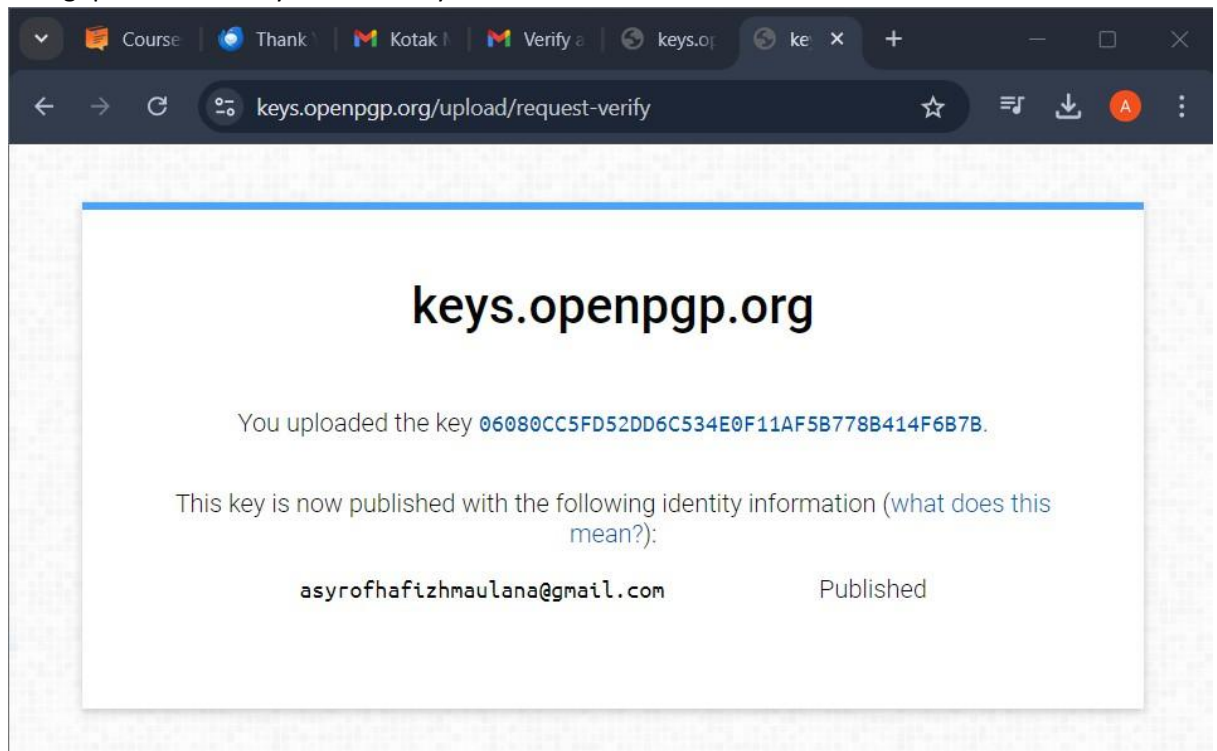 Course
Thank
Kotak
Verify a
keys.op
ke
keys.openpgp.org/upload/request-verify
A
keys.openpgp.org
You uploaded the key 06080CC5FD52DD6C534E0F11AF5B778B414F6B7B.
This key is now published with the following identity information (what does this
mean?):
asyrofhafizhmaulana@gmail.com Published